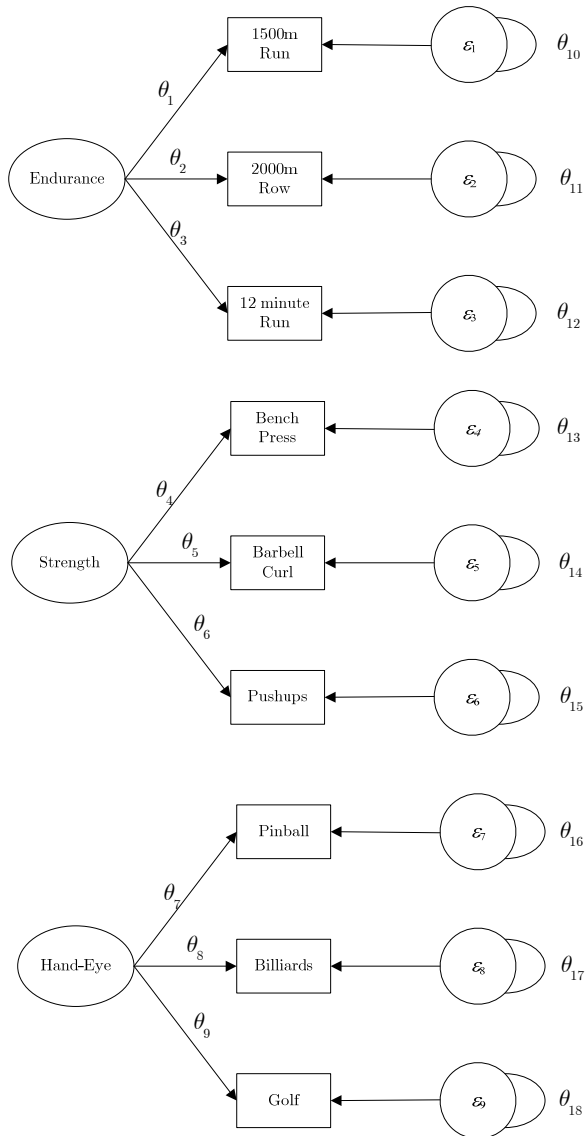 1500m
Run
ε₁
θ₁₀
θ₁
Endurance
θ₂
2000m
Row
ε₂
θ₁₁
θ₃
12 minute
Run
ε₃
θ₁₂
Bench
Press
ε₄
θ₁₃
θ₄
Strength
θ₅
Barbell
Curl
ε₅
θ₁₄
θ₆
Pushups
ε₆
θ₁₅
Pinball
ε₇
θ₁₆
θ₇
Hand-Eye
θ₈
Billiards
ε₈
θ₁₇
θ₉
Golf
ε₉
θ₁₈